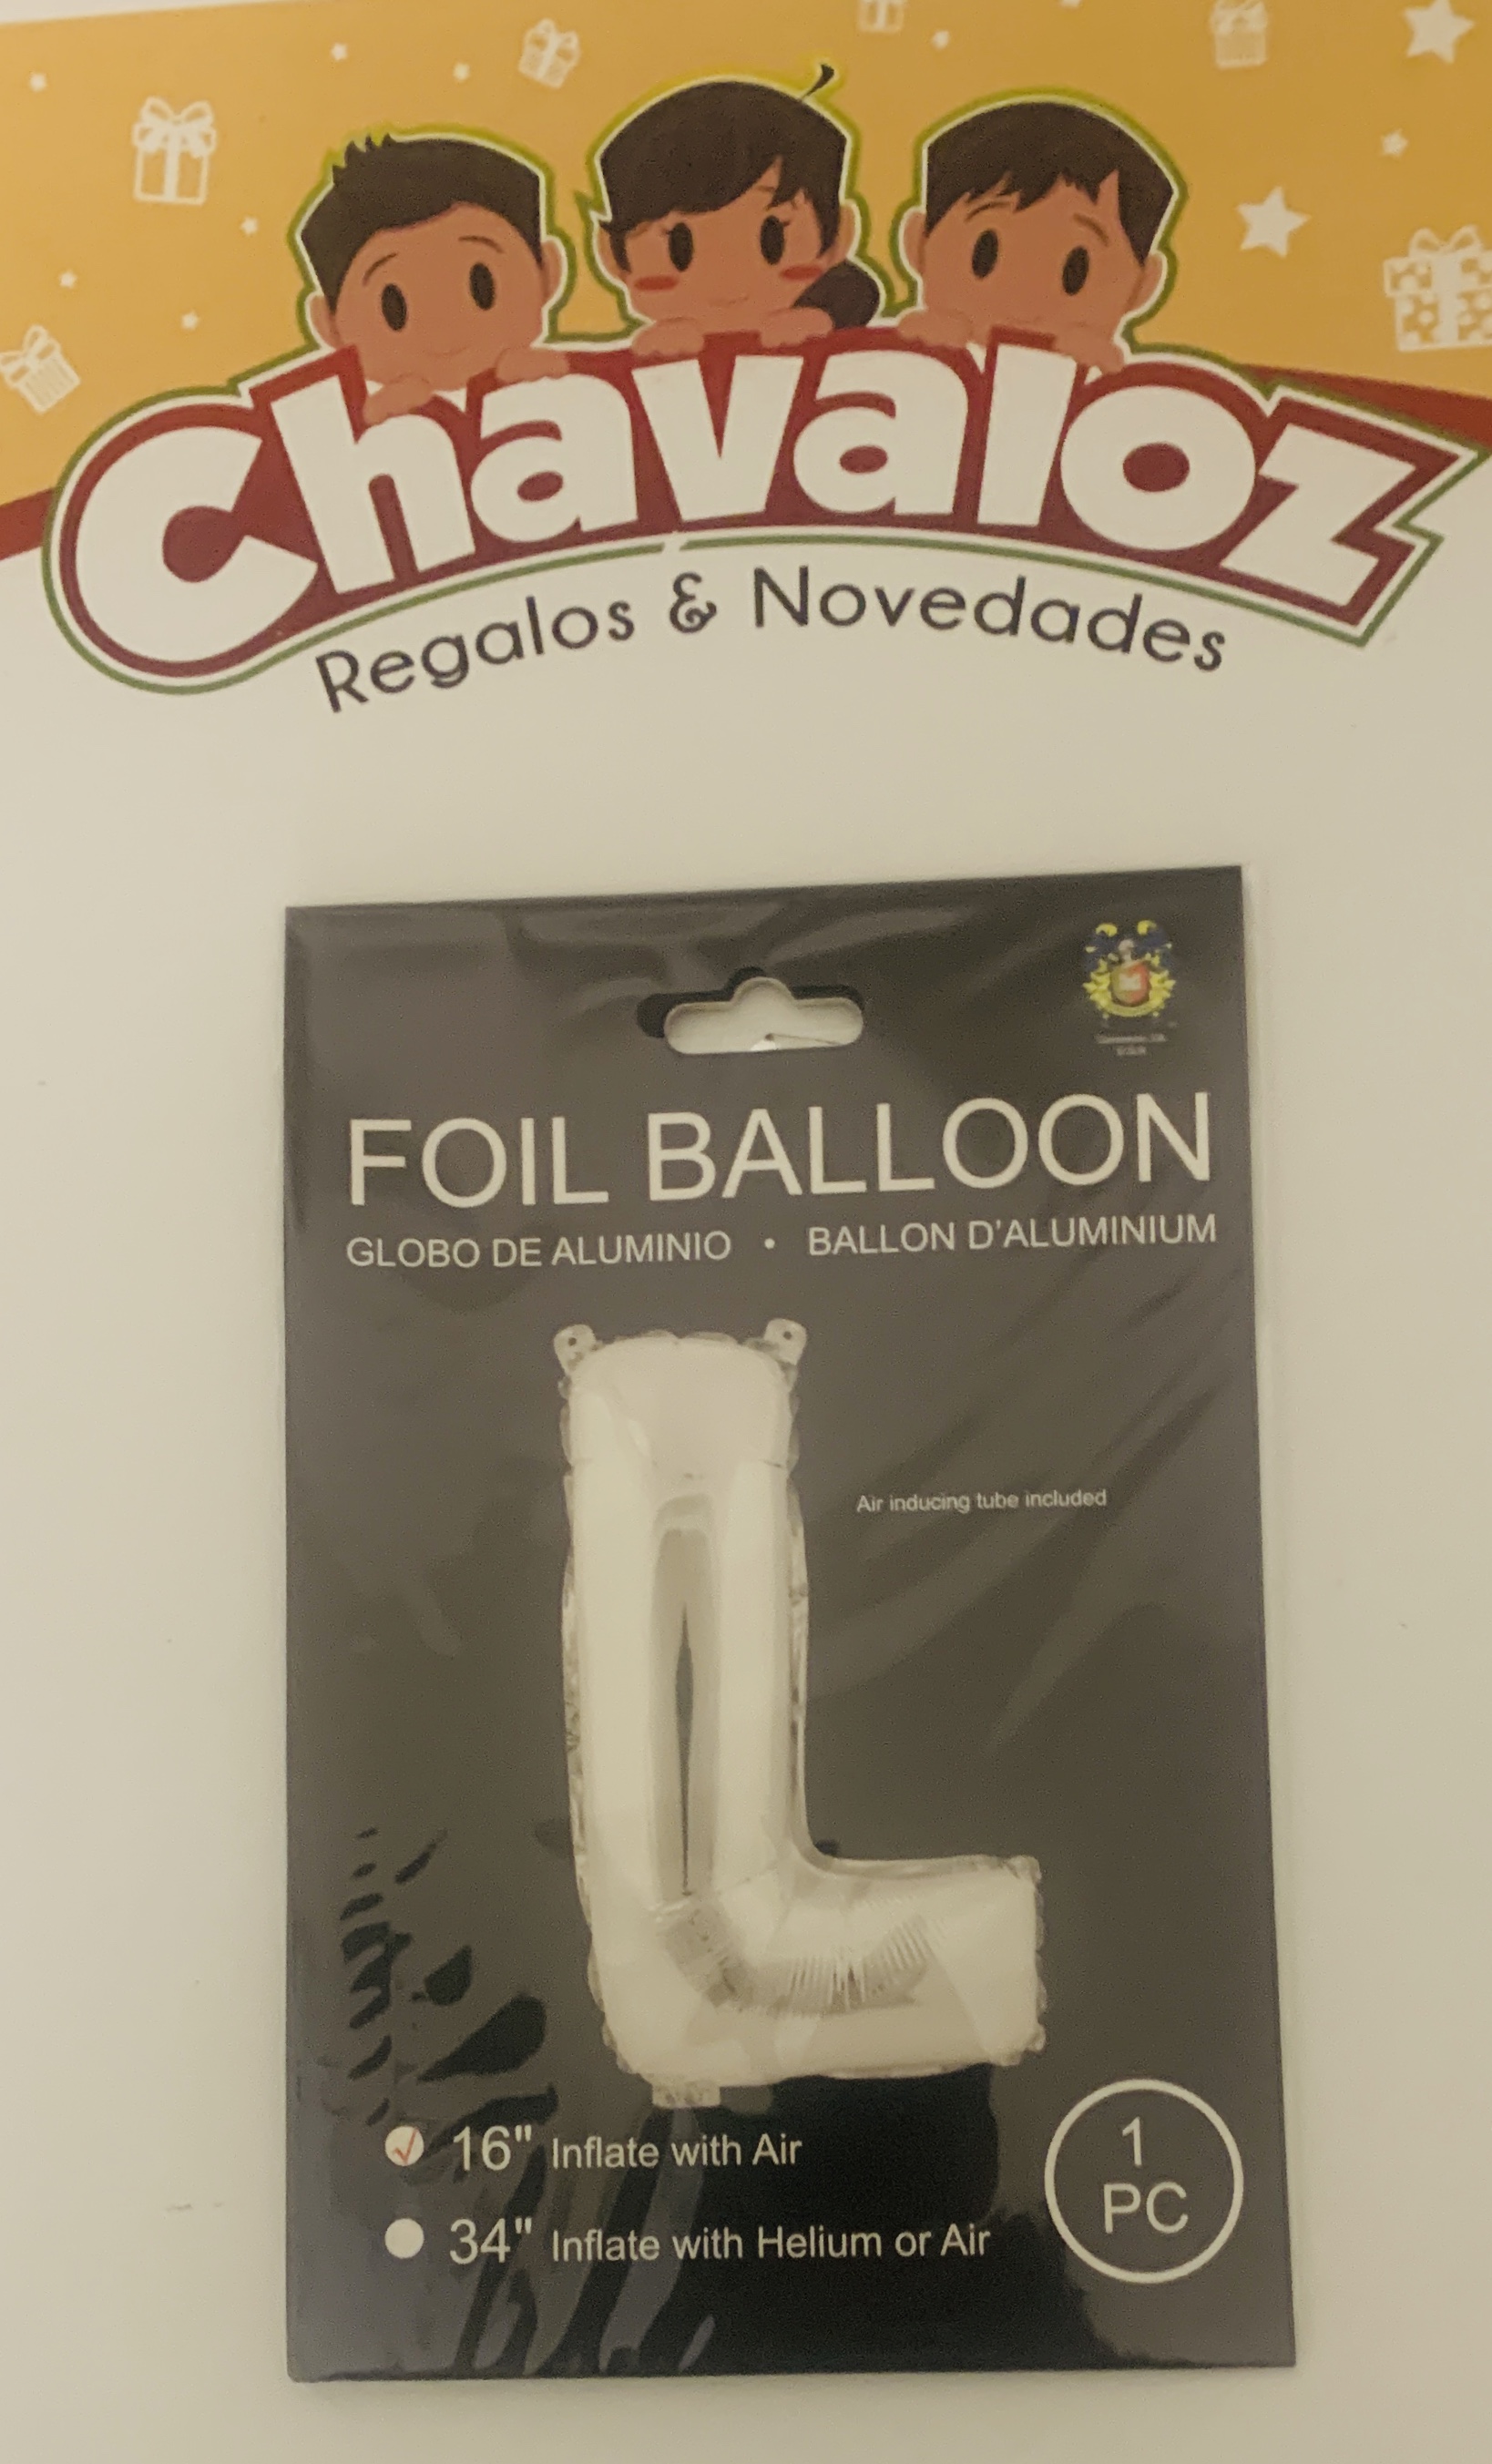 Chavaloz
Regalos & Novedades
FOIL BALLOON
GLOBO DE ALUMINIO • BALLON D'ALUMINIUM
Air inducing tube included
16" Inflate with Air
34" Inflate with Helium or Air
1
PC